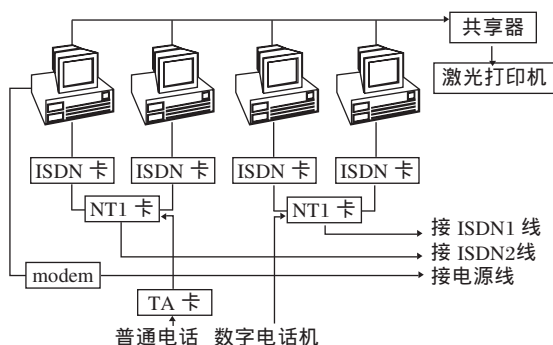 共享器
激光打印机
ISDN 卡
ISDN 卡
ISDN 卡
ISDN 卡
NT1 卡
NT1 卡
接 ISDN1 线
接 ISDN2线
modem
接电源线
TA 卡
普通电话
数字电话机